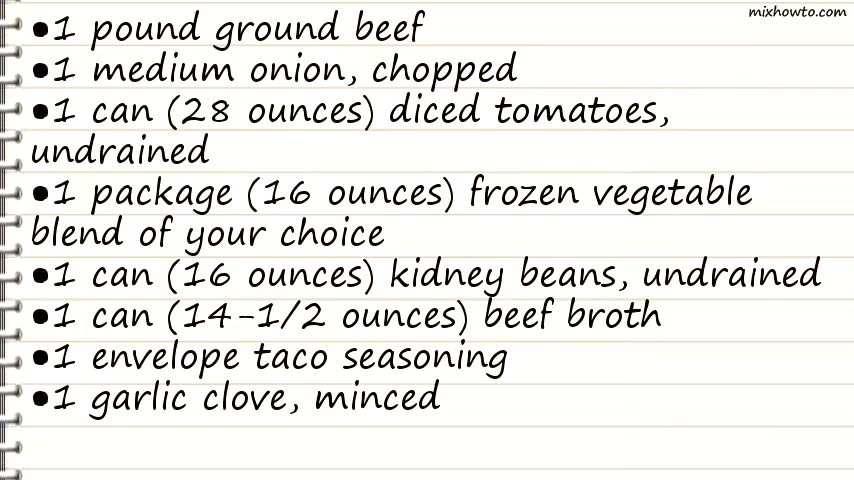 mixhowto.com
•1 pound ground beef
•1 medium onion, chopped
•1 can (28 ounces) diced tomatoes,
undrained
•1 package (16 ounces) frozen vegetable
blend of your choice
•1 can (16 ounces) kidney beans, undrained
•1 can (14-1/2 ounces) beef broth
•1 envelope taco seasoning
•1 garlic clove, minced